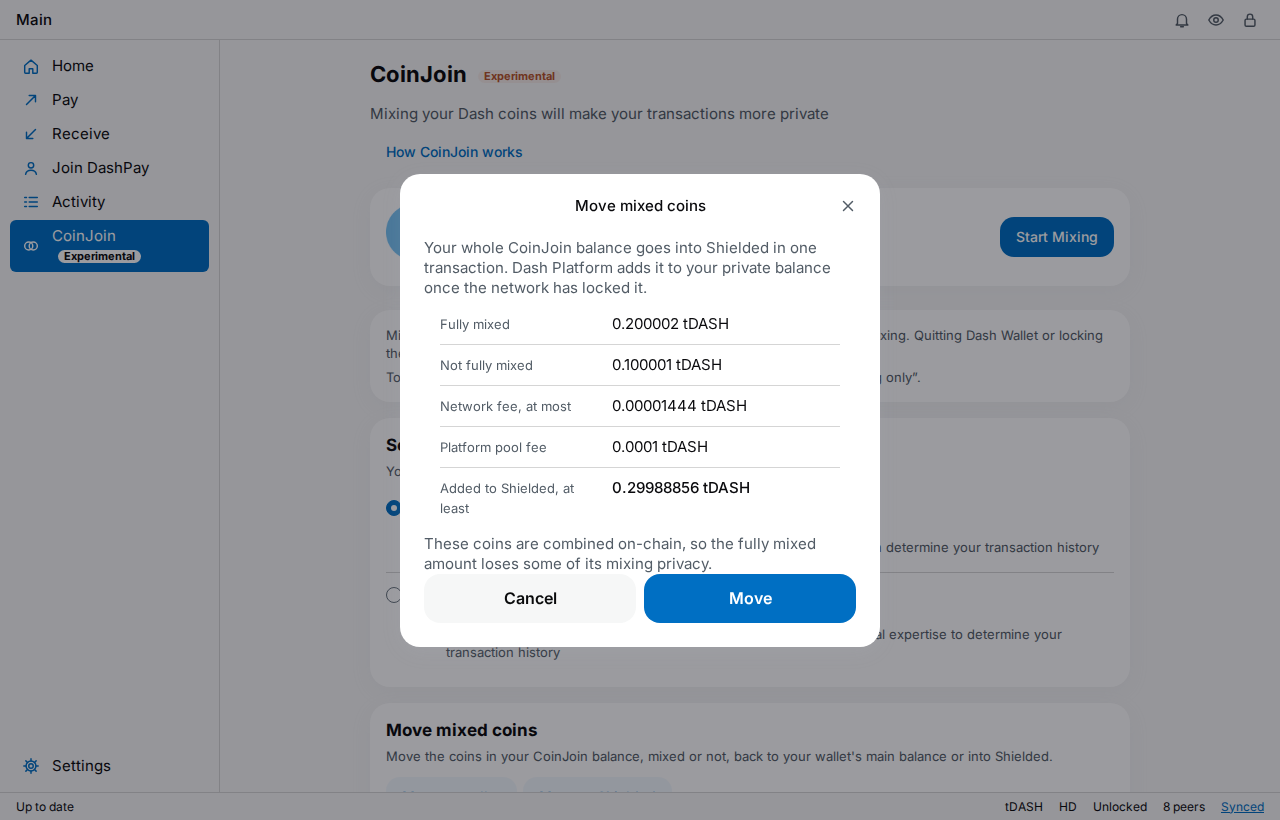 Main
Home
Pay
Receive
Join DashPay
Activity
CoinJoin
Experimental
Settings
CoinJoin Experimental
Mixing your Dash coins will make your transactions more private
How CoinJoin works
Start Mixing
Quitting Dash Wallet or locking
only”.
determine your transaction history
expertise to determine your
transaction history
Move mixed coins
Your whole CoinJoin balance goes into Shielded in one
transaction. Dash Platform adds it to your private balance
once the network has locked it.
Fully mixed 0.200002 tDASH
Not fully mixed 0.100001 tDASH
Network fee, at most 0.00001444 tDASH
Platform pool fee 0.0001 tDASH
Added to Shielded, at 0.29988856 tDASH
least
These coins are combined on-chain, so the fully mixed
amount loses some of its mixing privacy.
Cancel Move
Move mixed coins
Move the coins in your CoinJoin balance, mixed or not, back to your wallet's main balance or into Shielded.
Up to date tDASH HD Unlocked 8 peers Synced